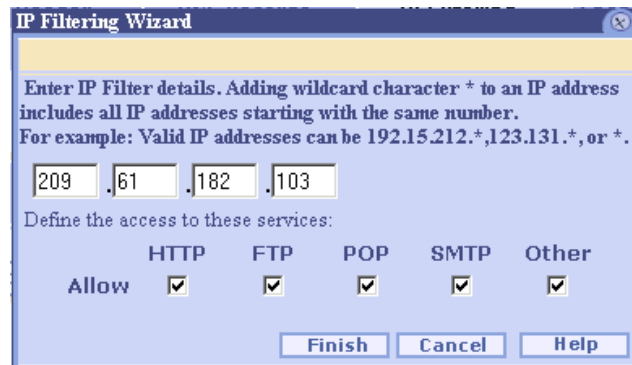 IP Filtering Wizard
Enter IP Filter details. Adding wildcard character * to an IP address
includes all IP addresses starting with the same number.
For example: Valid IP addresses can be 192.15.212.*,123.131.*, or *.
209 .61 .182 .103
Define the access to these services:
HTTP FTP POP SMTP Other
Allow
Finish Cancel Help